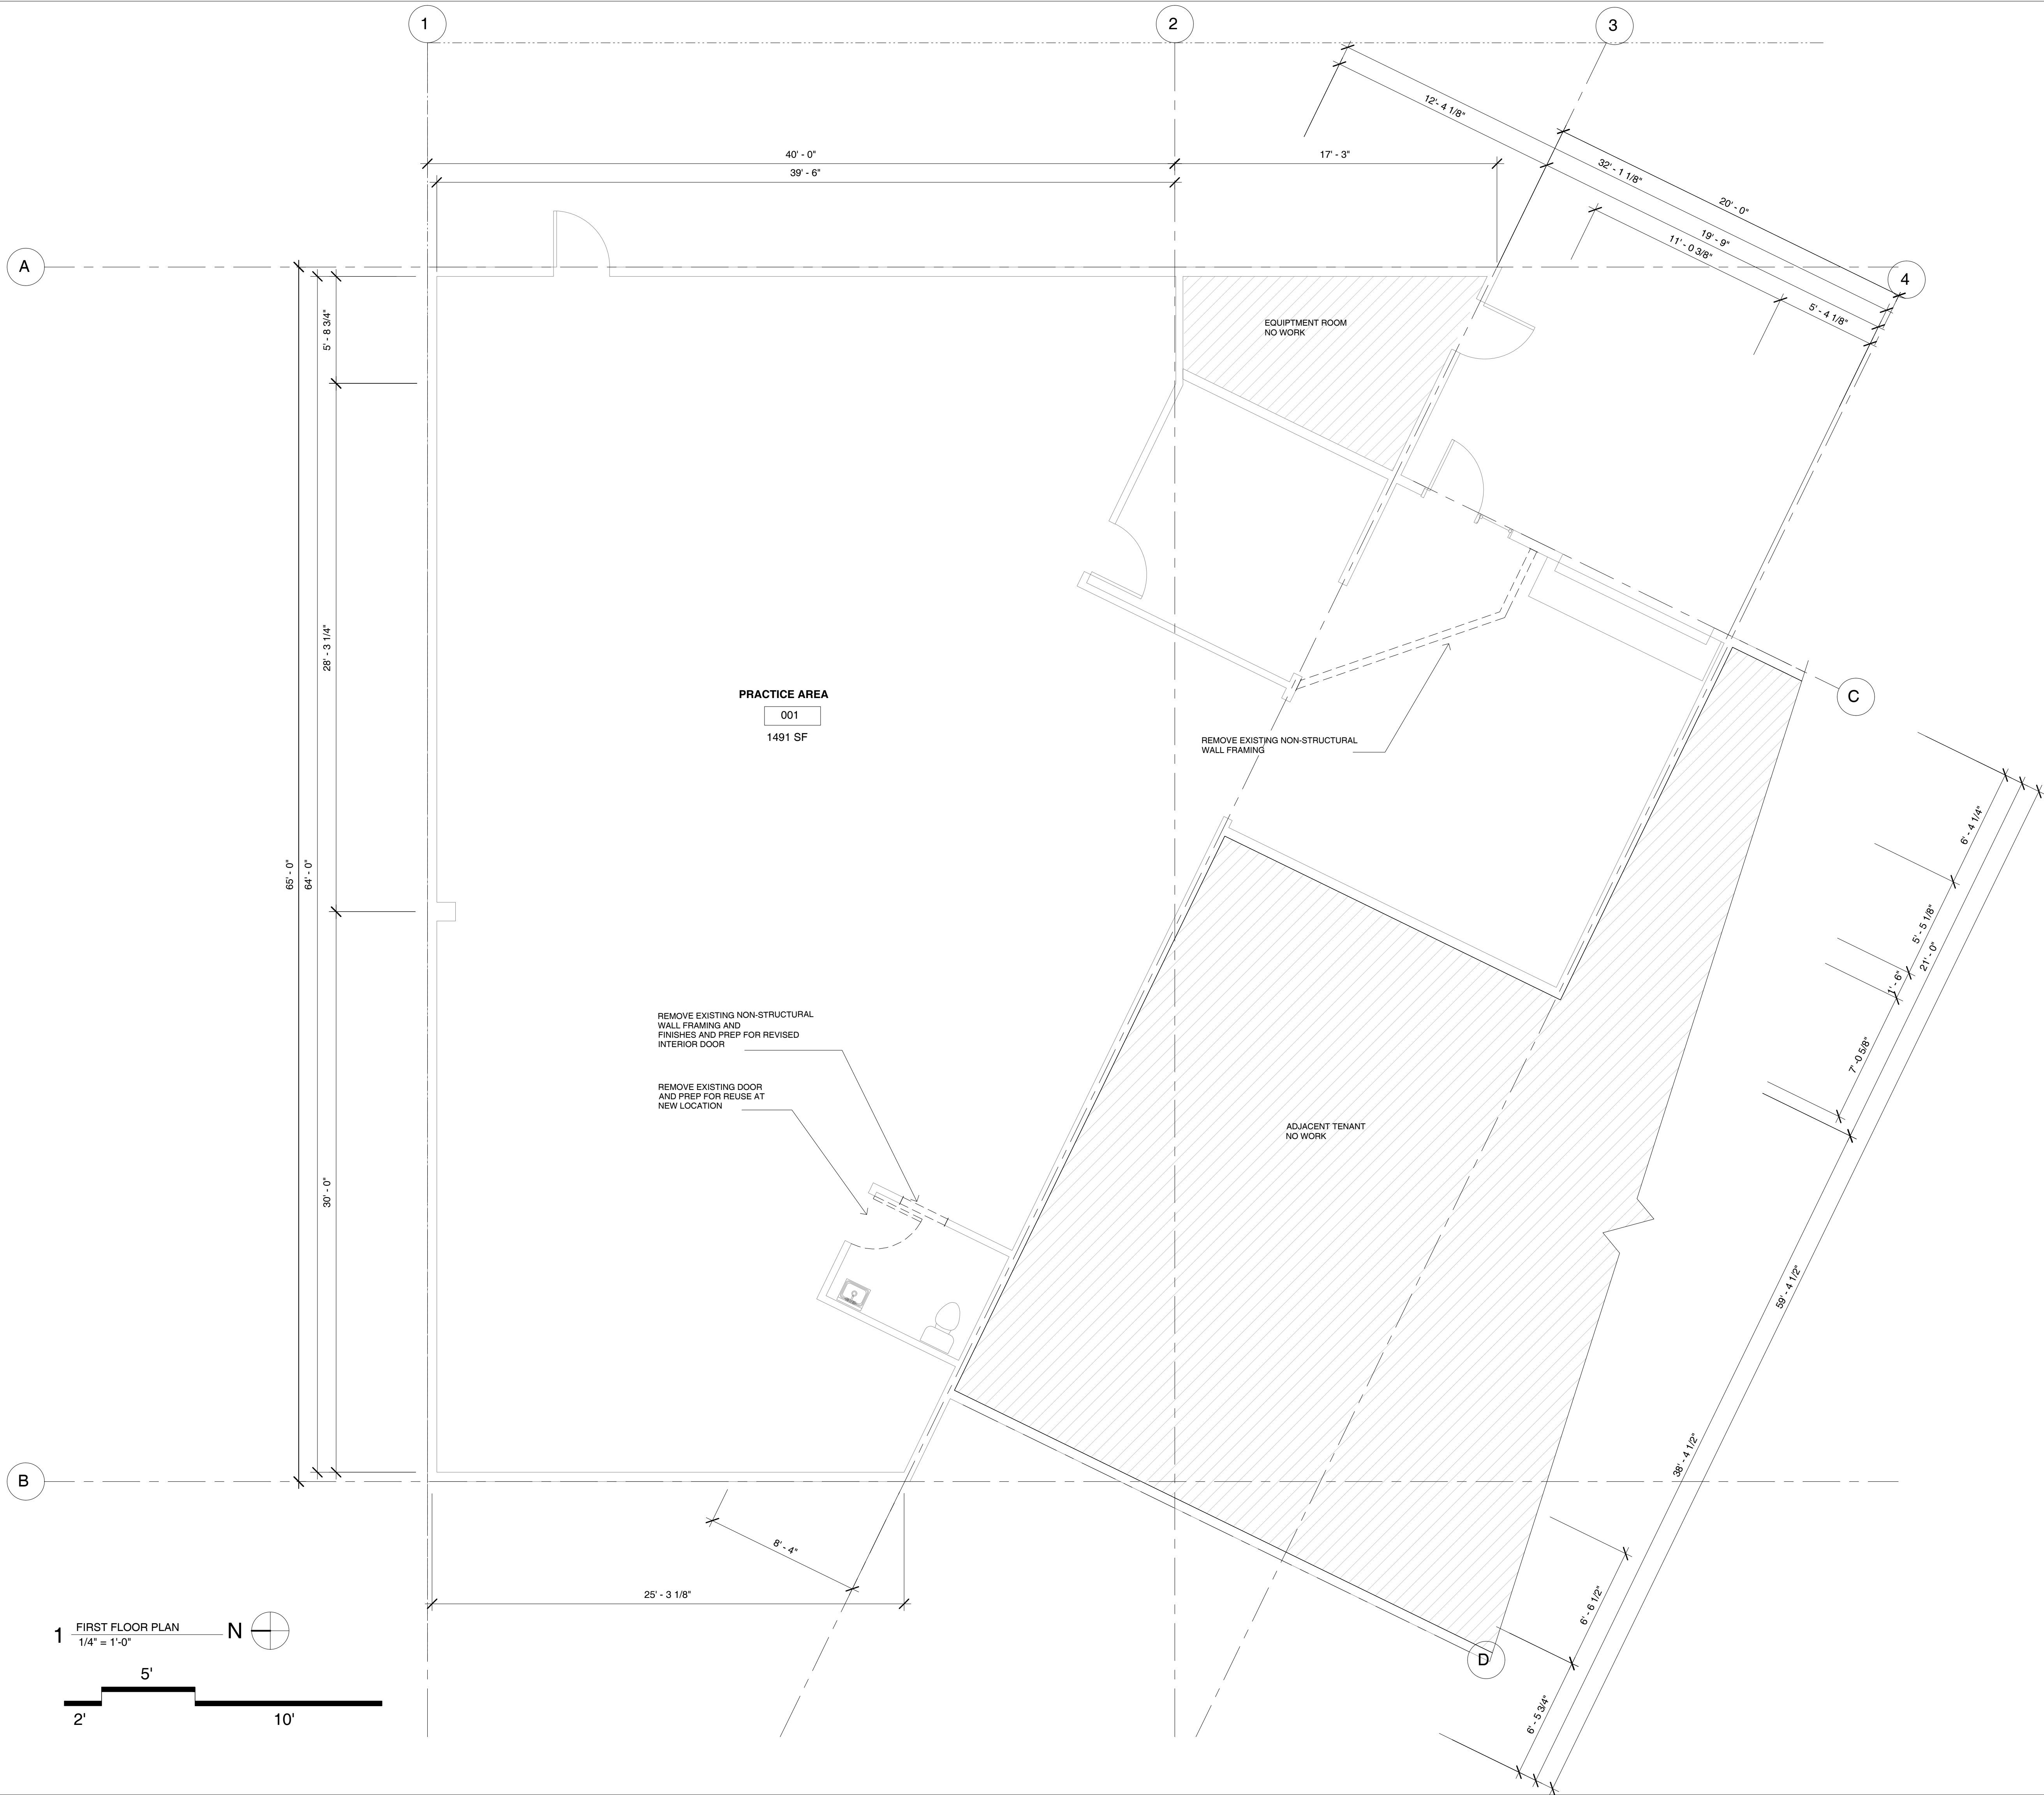 1
2
3
12'- 4 1/8"
40' - 0"
17' - 3"
32' - 1 1/8"
39' - 6"
20' - 0"
19' - 9"
11' - 0 3/8"
A
4
5' - 4 1/8"
5' - 8 3/4"
EQUIPTMENT ROOM
NO WORK
28' - 3 1/4"
PRACTICE AREA
001
1491 SF
C
REMOVE EXISTING NON-STRUCTURAL
WALL FRAMING
6' - 4 1/4"
65' - 0"
64' - 0"
5' - 5 1/8"
21' - 0"
1' - 6"
REMOVE EXISTING NON-STRUCTURAL
WALL FRAMING AND
FINISHES AND PREP FOR REVISED
INTERIOR DOOR
7' -0 5/8"
REMOVE EXISTING DOOR
AND PREP FOR REUSE AT
NEW LOCATION
ADJACENT TENANT
NO WORK
30' - 0"
59' - 4 1/2"
38' - 4 1/2"
B
8' - 4"
25' - 3 1/8"
6' - 6 1/2"
1 FIRST FLOOR PLAN N
1/4" = 1'-0"
D
5'
2' 10'
6' - 5 3/4"